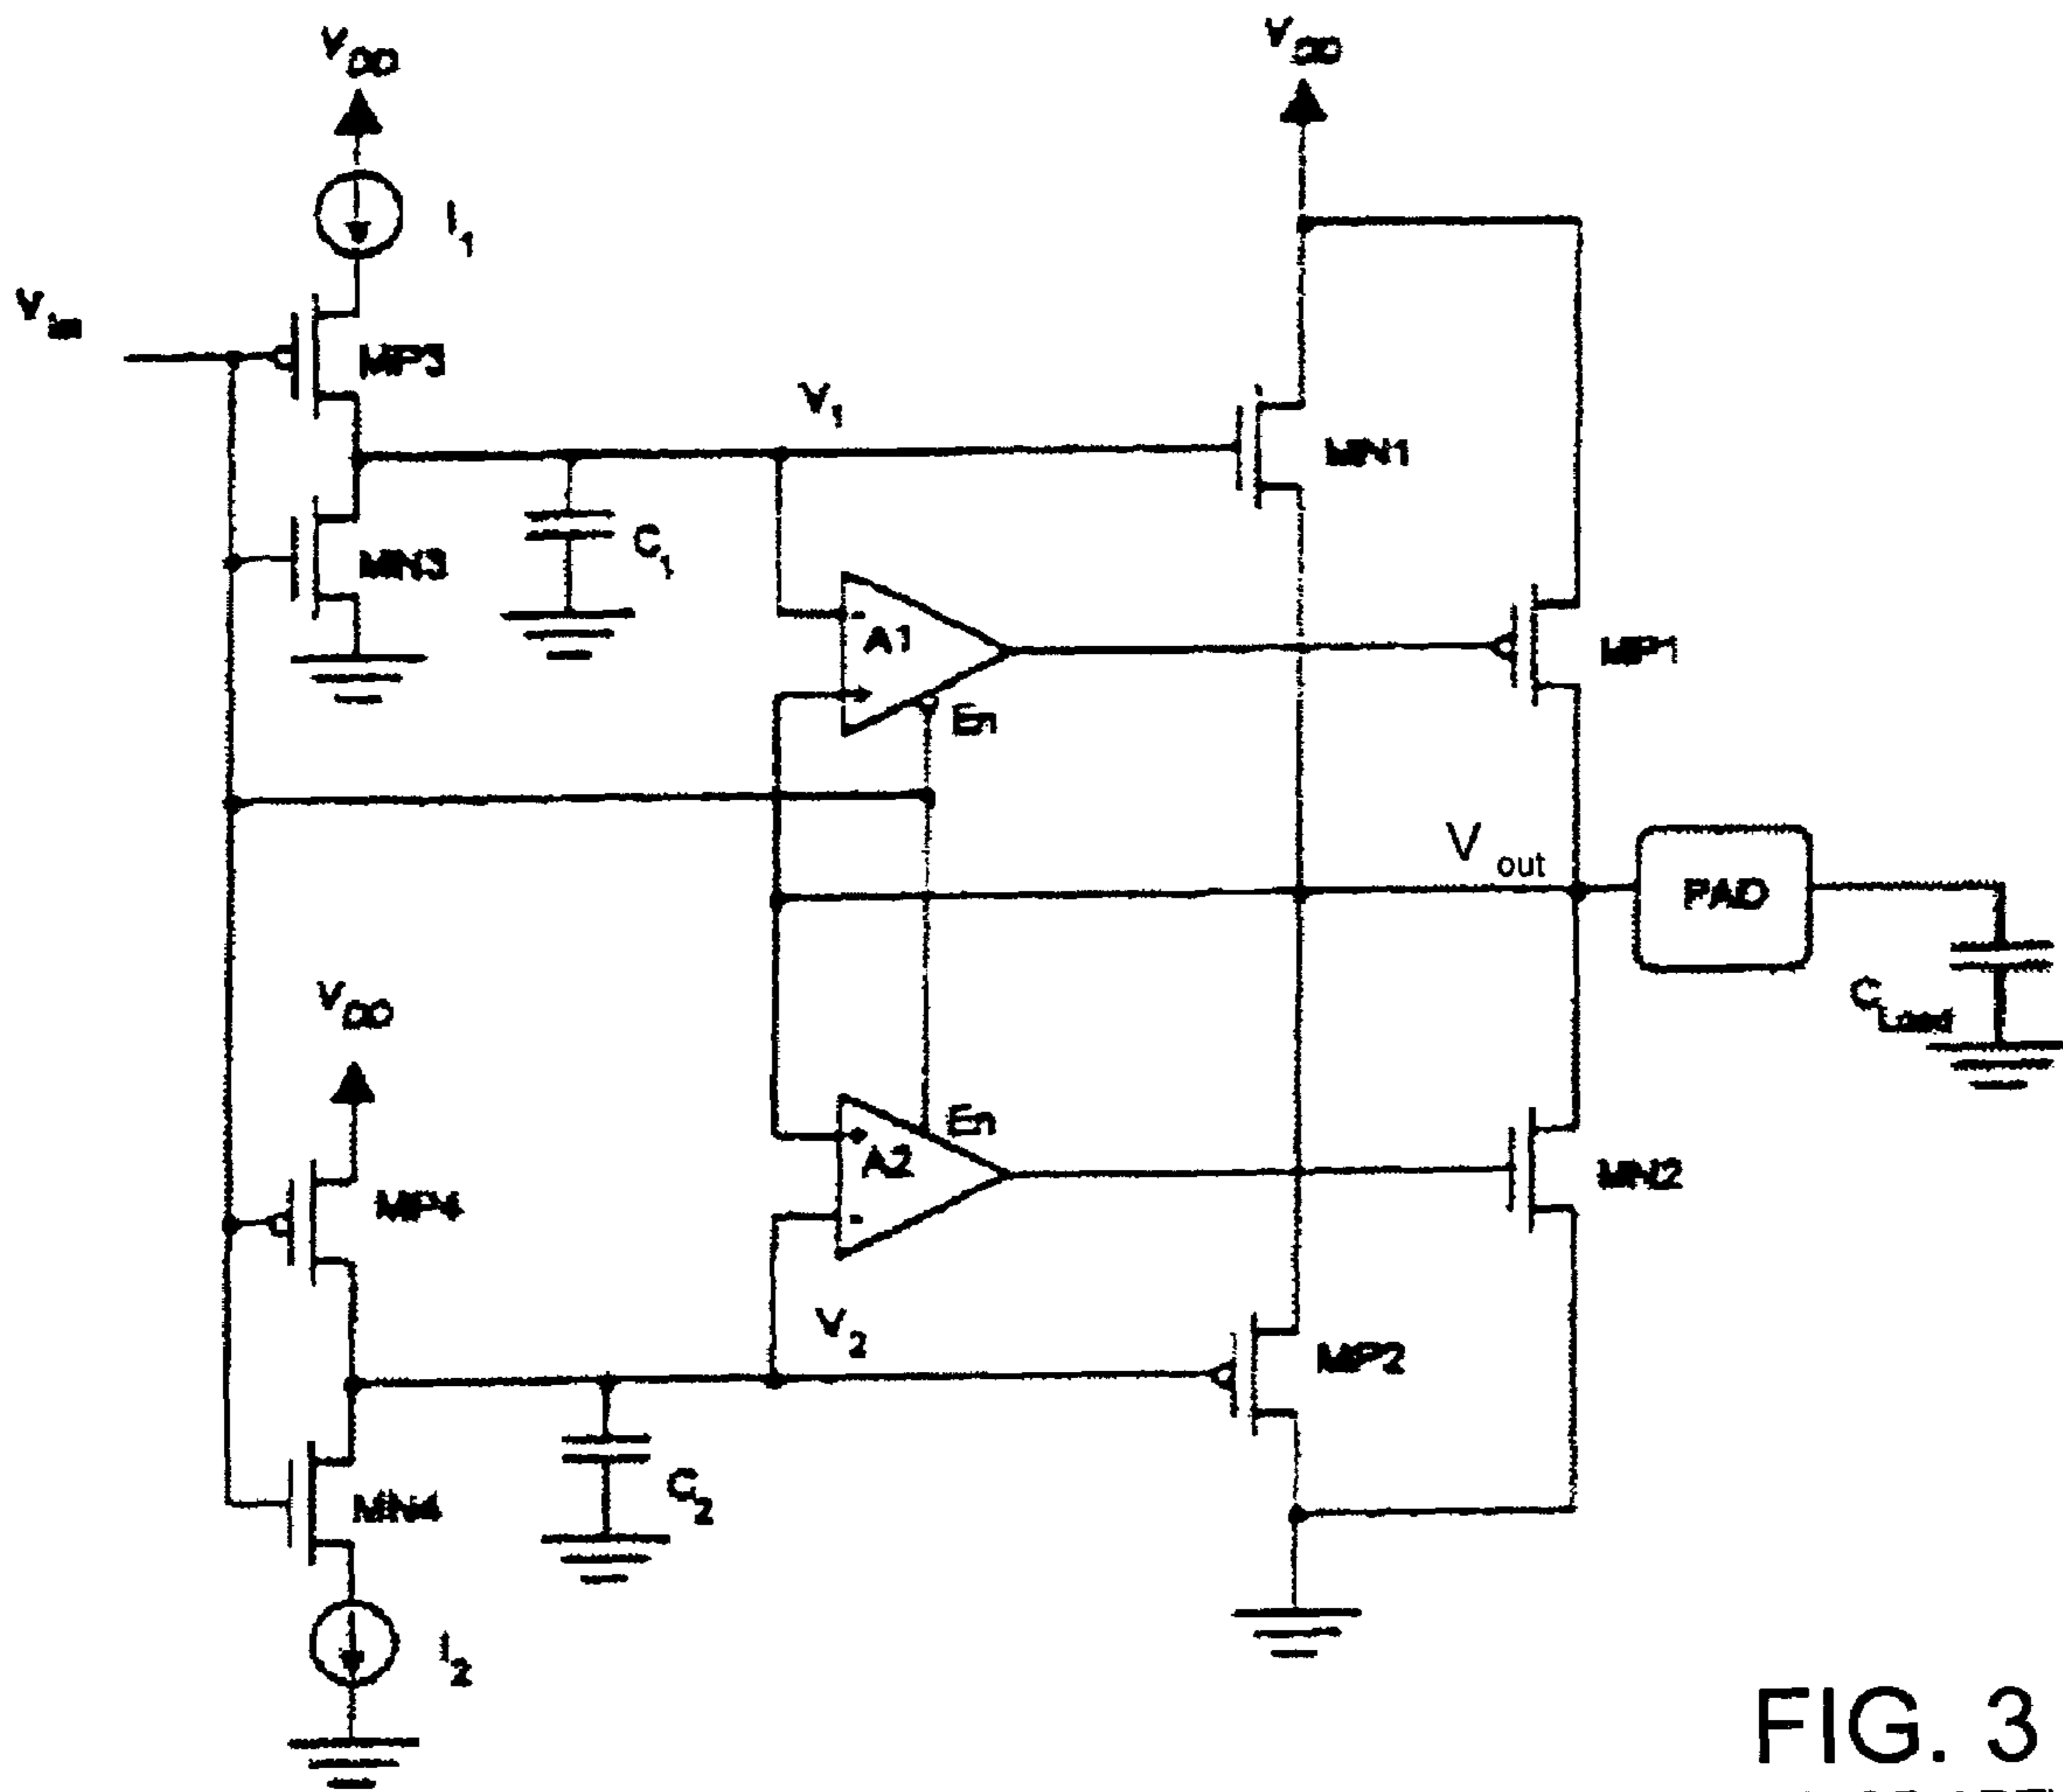 VDD
VDD
I1
Vin
MP3
V1
MN1
MN3
C1
-
A1
+
En
MP1
Vout
PAD
VDD
CLoad
En
+
A2
-
MN2
MP4
V2
MP2
MN4
C2
I2
FIG. 3